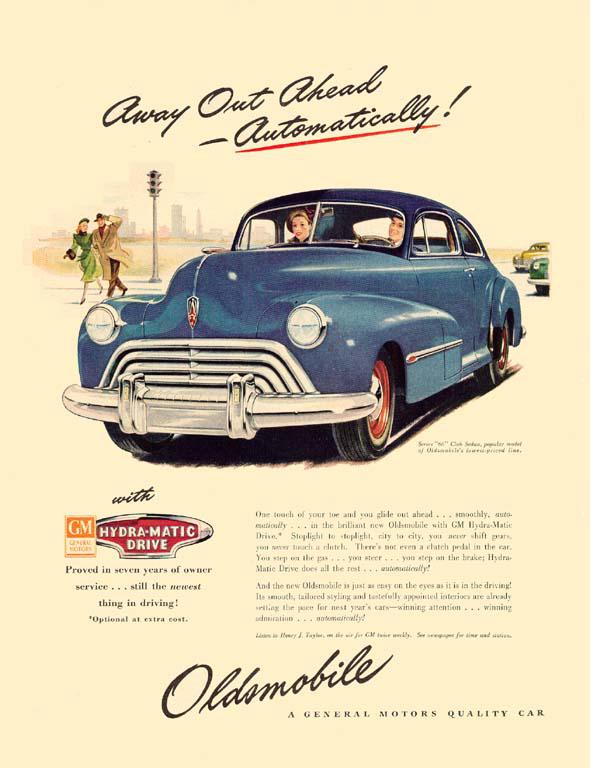 Away Out Ahead
—Automatically!
Series "66" Club Sedan, popular model
of Oldsmobile's lowest-priced line.
with
GM
GENERAL
MOTORS
HYDRA-MATIC
DRIVE
Proved in seven years of owner
service . . . still the newest
thing in driving!
*Optional at extra cost.
One touch of your toe and you glide out ahead . . . smoothly, auto-
matically . . . in the brilliant new Oldsmobile with GM Hydra-Matic
Drive.* Stoplight to stoplight, city to city, you never shift gears,
you never touch a clutch. There's not even a clutch pedal in the car.
You step on the gas . . . you steer . . . you step on the brake; Hydra-
Matic Drive does all the rest . . . automatically!
And the new Oldsmobile is just as easy on the eyes as it is in the driving!
Its smooth, tailored styling and tastefully appointed interiors are already
setting the pace for next year's cars—winning attention . . . winning
admiration . . . automatically!
Listen to Henry J. Taylor, on the air for GM twice weekly. See newspaper for time and station.
Oldsmobile
A GENERAL MOTORS QUALITY CAR